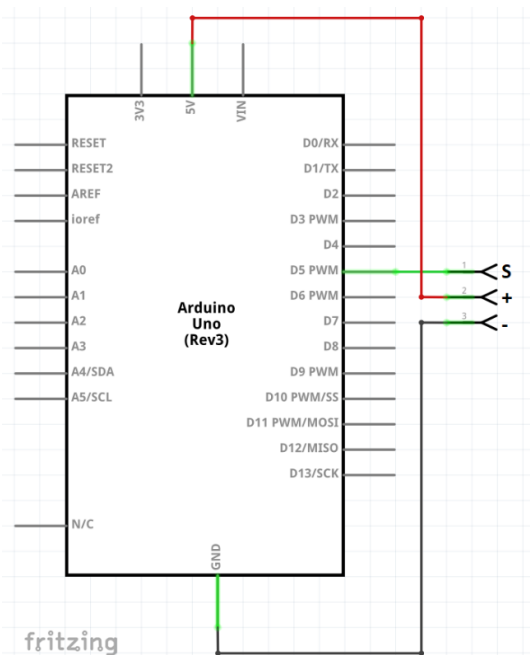 3V3
5V
VIN
RESET
D0/RX
RESET2
D1/TX
AREF
D2
ioref
D3 PWM
D4
A0
D5 PWM
1
S
A1
D6 PWM
2
+
A2
D7
3
-
Arduino
Uno
(Rev3)
A3
D8
A4/SDA
D9 PWM
A5/SCL
D10 PWM/SS
D11 PWM/MOSI
D12/MISO
D13/SCK
N/C
GND
fritzing